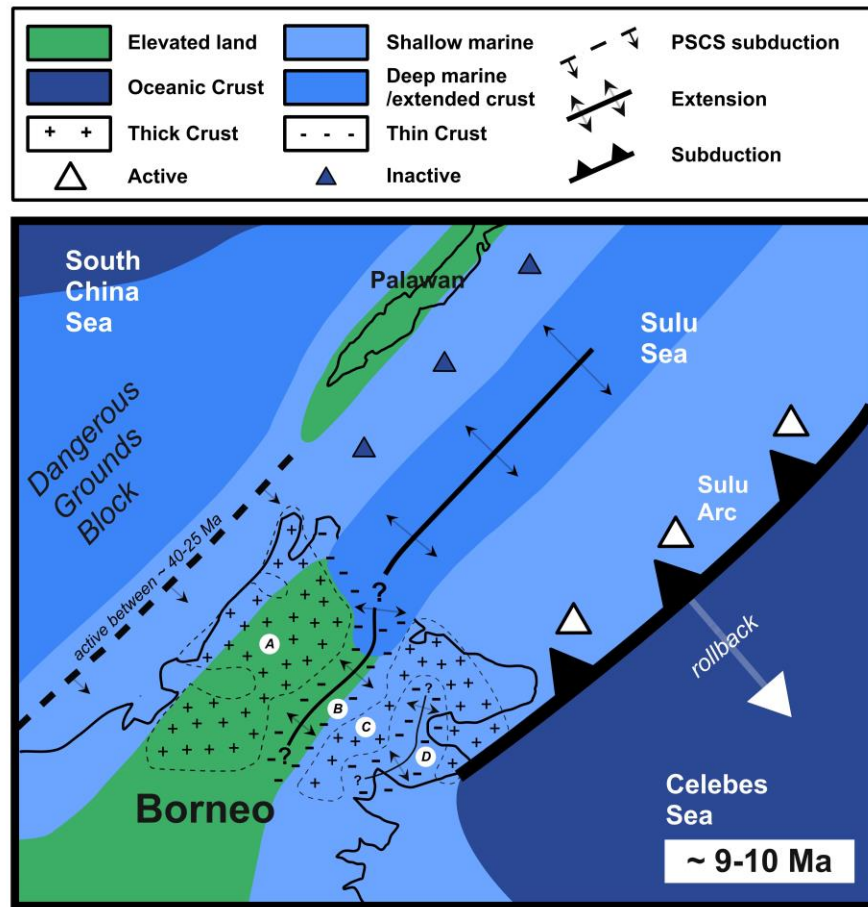 Elevated land
Shallow marine
PSCS subduction
Oceanic Crust
Deep marine
/extended crust
Extension
+ + Thick Crust
- - - Thin Crust
Subduction
Active
Inactive
South
China
Sea
Palawan
Sulu
Sea
Dangerous
Grounds
Block
Sulu
Arc
active between ~ 40-25 Ma
?
A
rollback
B
C
?
?
D
?
Borneo
Celebes
Sea
~ 9-10 Ma